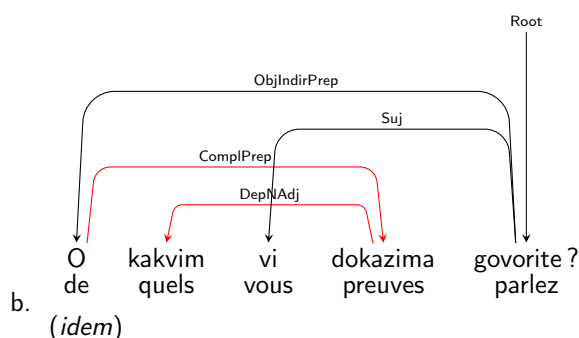 Root
ObjIndirPrep
Suj
ComplPrep
DepNAdj
O kakvim vi dokazima govorite ?
de quels vous preuves parlez
b.
(idem)